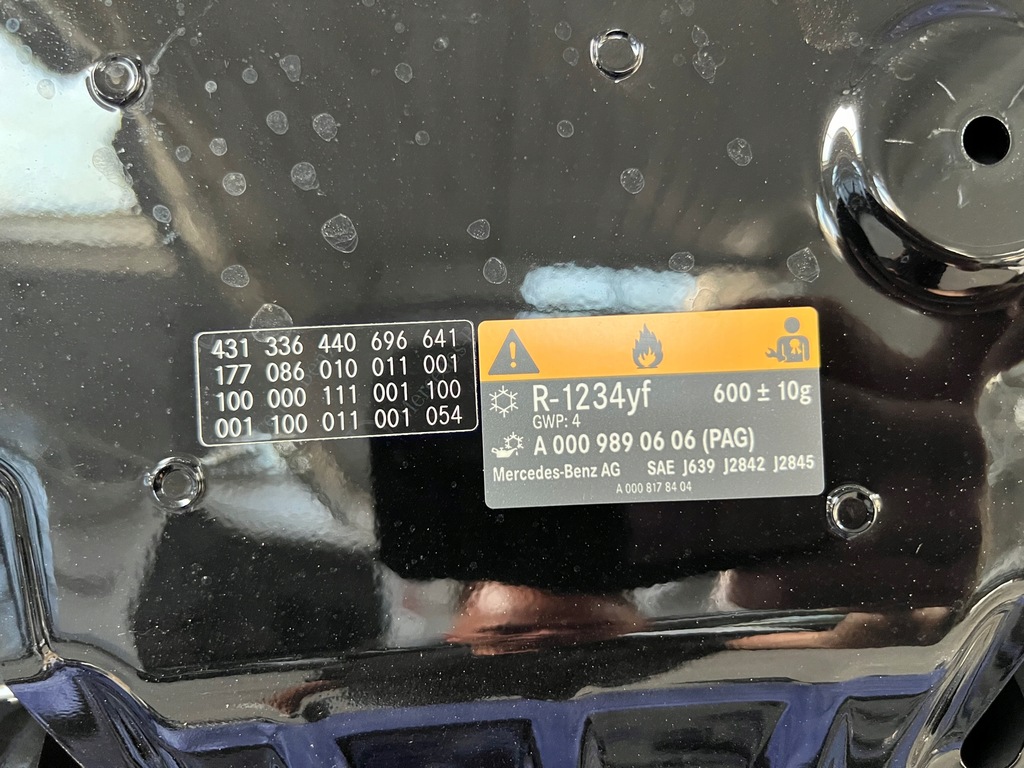 431 336 440 696 641
177 086 010 011 001
100 000 111 001 100
001 100 011 001 054
R-1234yf 600 ± 10g
GWP: 4
A 000 989 06 06 (PAG)
Mercedes-Benz AG SAE J639 J2842 J2845
A 000 817 84 04